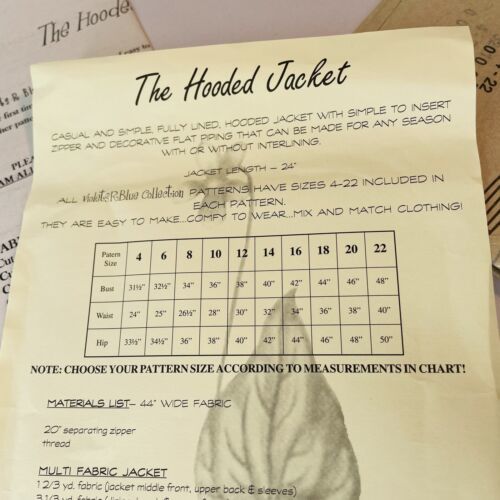 The Hooded
The Hooded Jacket
CASUAL AND SIMPLE, FULLY LINED, HOODED JACKET WITH SIMPLE TO INSERT
ZIPPER AND DECORATIVE FLAT PIPING THAT CAN BE MADE FOR ANY SEASON
WITH OR WITHOUT INTERLINING.
JACKET LENGTH – 24"
ALL Violéts R·Blue Collection PATTERNS HAVE SIZES 4-22 INCLUDED IN
EACH PATTERN.
THEY ARE EASY TO MAKE...COMFY TO WEAR...MIX AND MATCH CLOTHING!
Pattern Size 4 6 8 10 12 14 16 18 20 22
Bust 31½" 32½" 34" 36" 38" 40" 42" 44" 46" 48"
Waist 24" 25" 26½" 28" 30" 32" 34" 36" 38" 40"
Hip 33½" 34½" 36" 38" 40" 42" 44" 46" 48" 50"
NOTE: CHOOSE YOUR PATTERN SIZE ACCORDING TO MEASUREMENTS IN CHART!
MATERIALS LIST– 44" WIDE FABRIC
20" separating zipper
thread
MULTI FABRIC JACKET
1 2/3 yd. fabric (jacket middle front, upper back & sleeves)